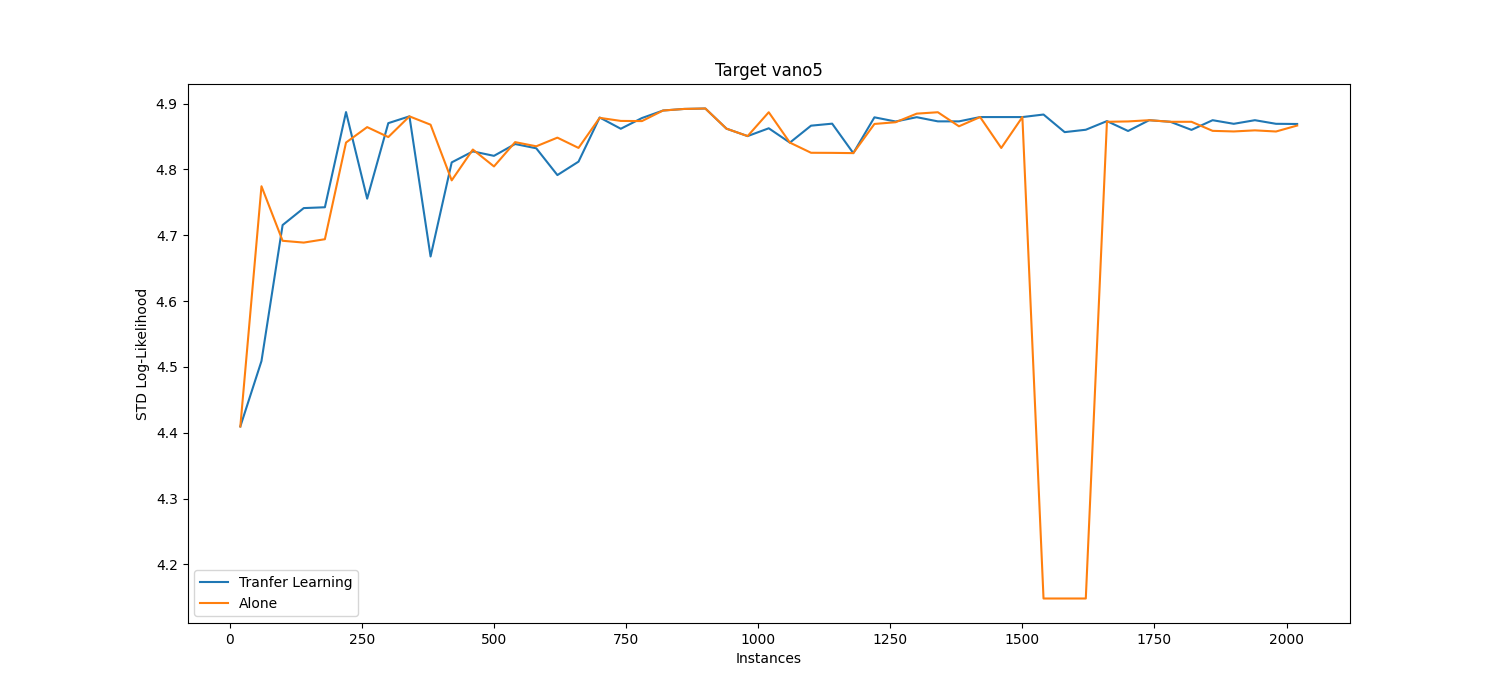 Target vano5
4.9
4.8
4.7
4.6
4.5
4.4
4.3
4.2
STD Log-Likelihood
Tranfer Learning
Alone
0 250 500 750 1000 1250 1500 1750 2000
Instances